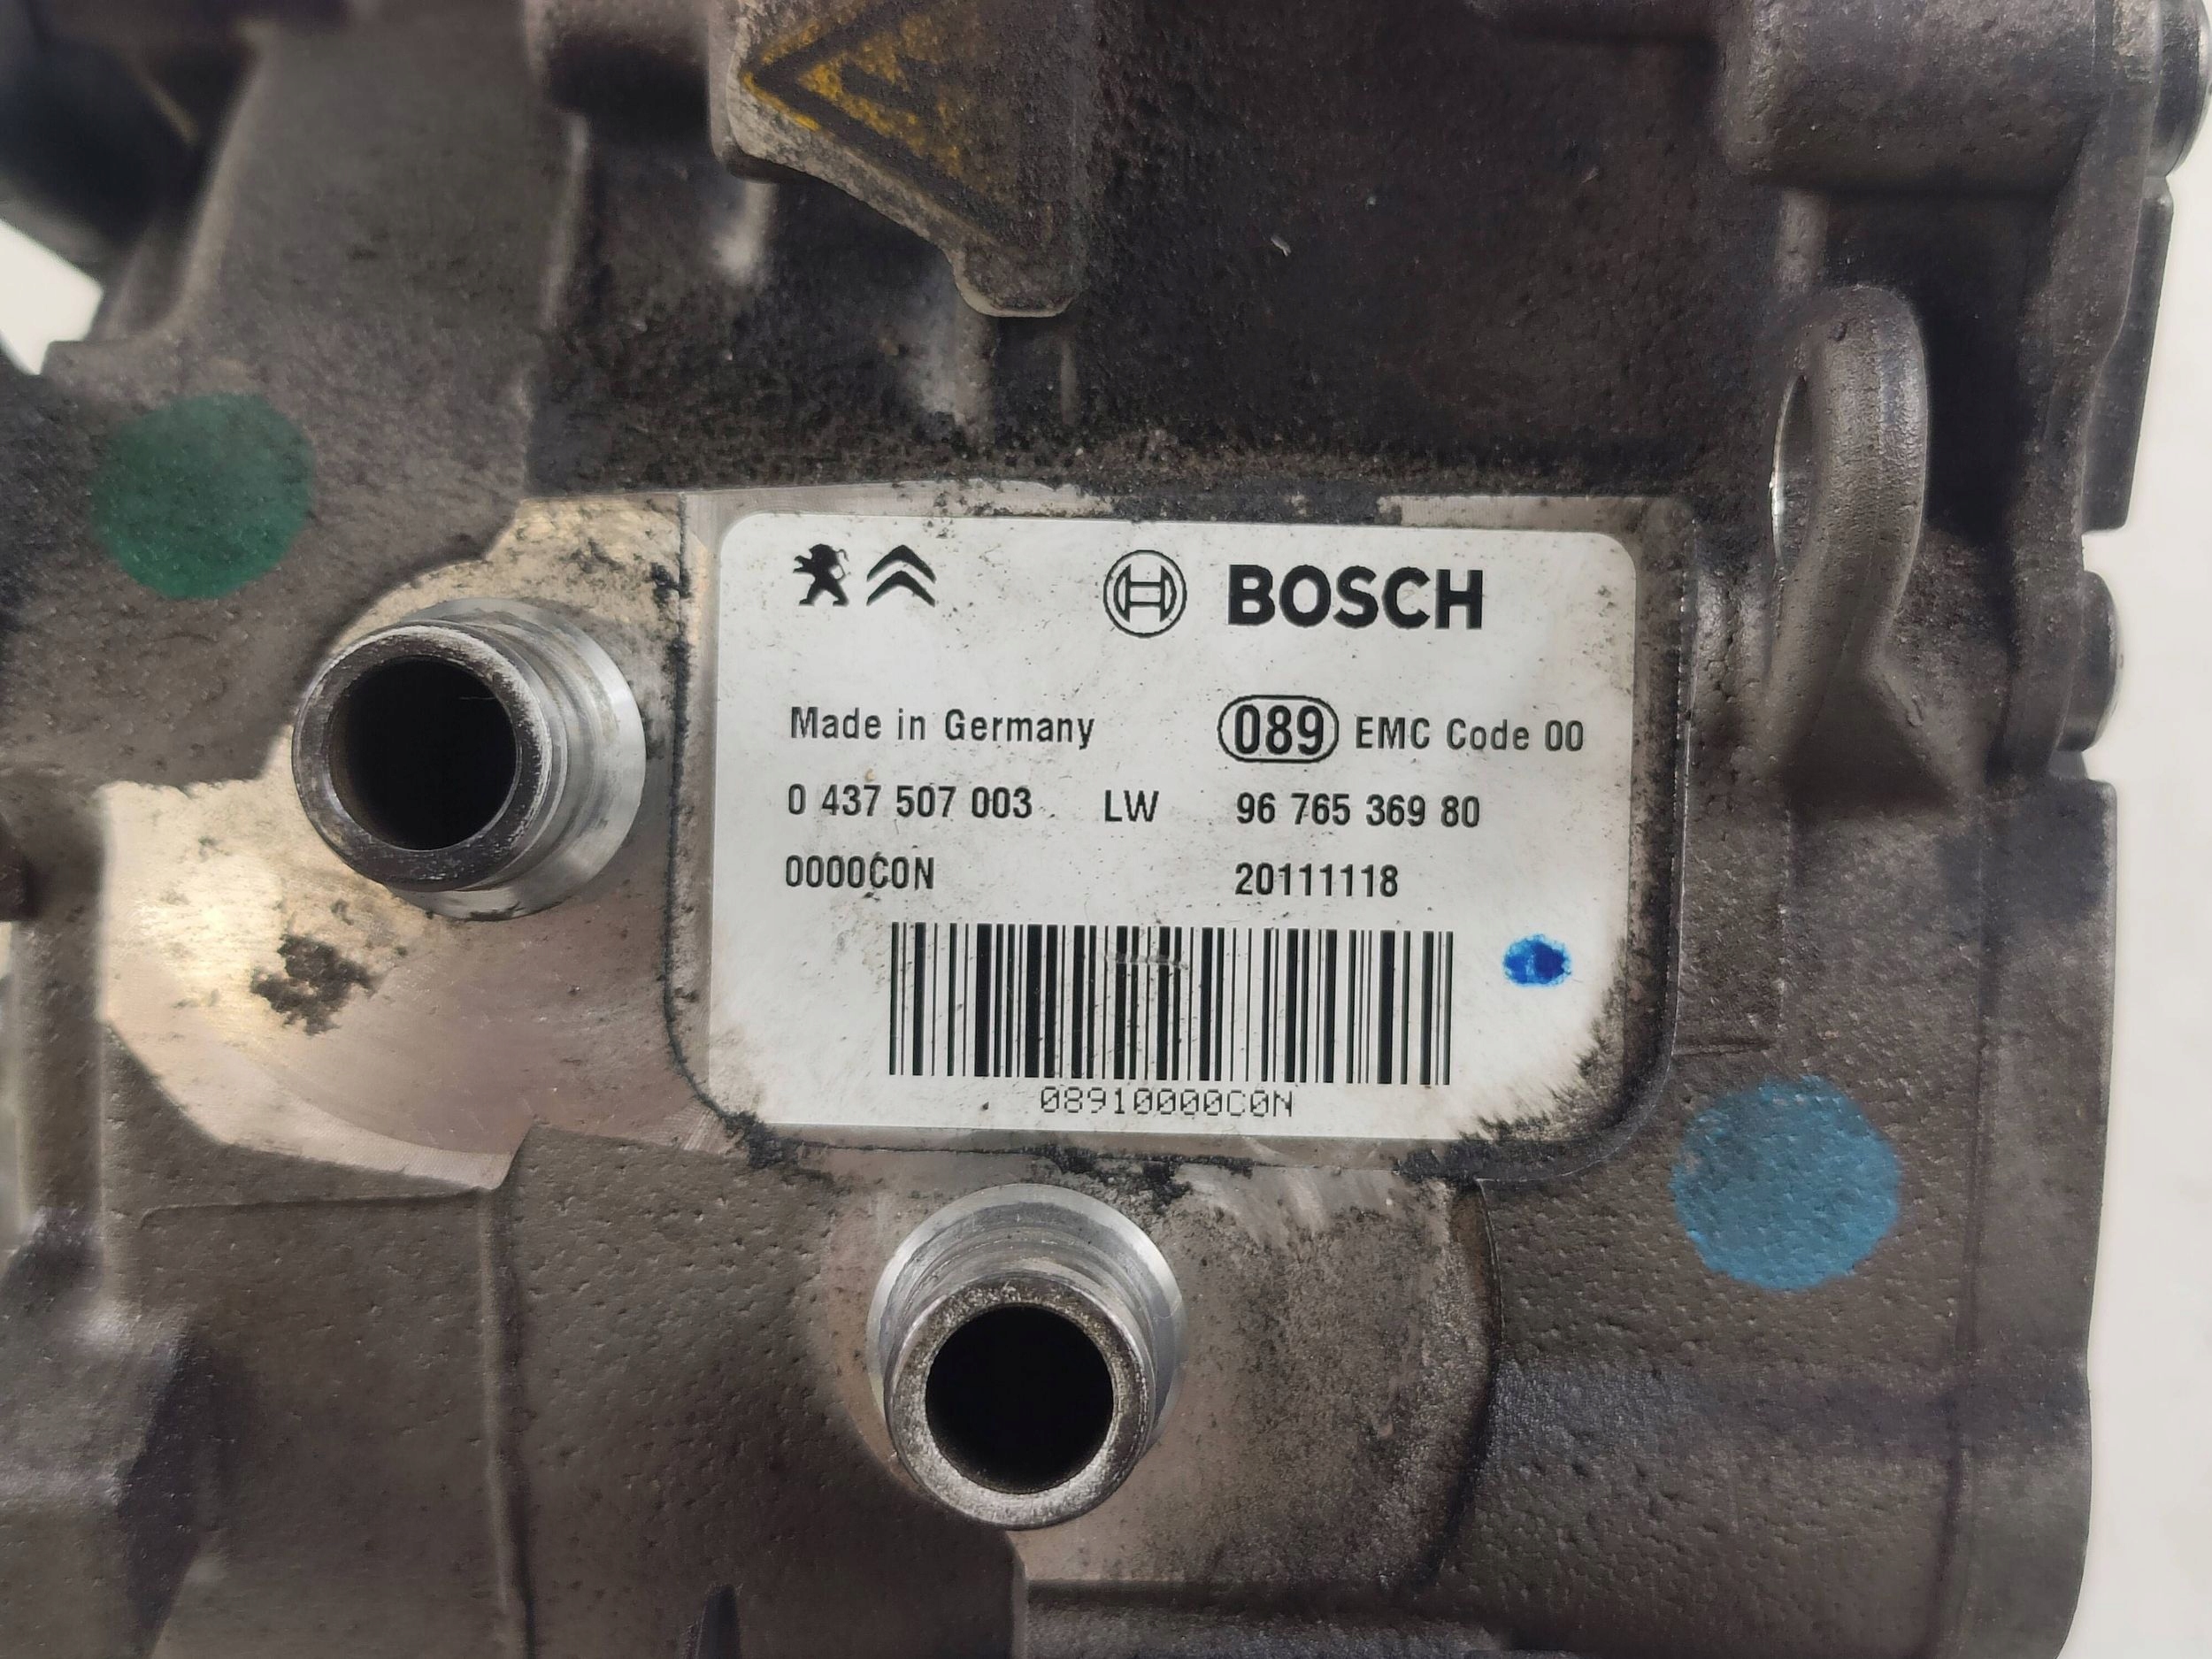 BOSCH
Made in Germany 089 EMC Code 00
0 437 507 003 LW 96 765 369 80
0000C0N 20111118
08910000C0N